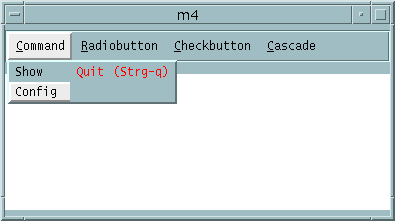 m4
Command Radiobutton Checkbutton Cascade
Show Quit (Strg-q)
Config